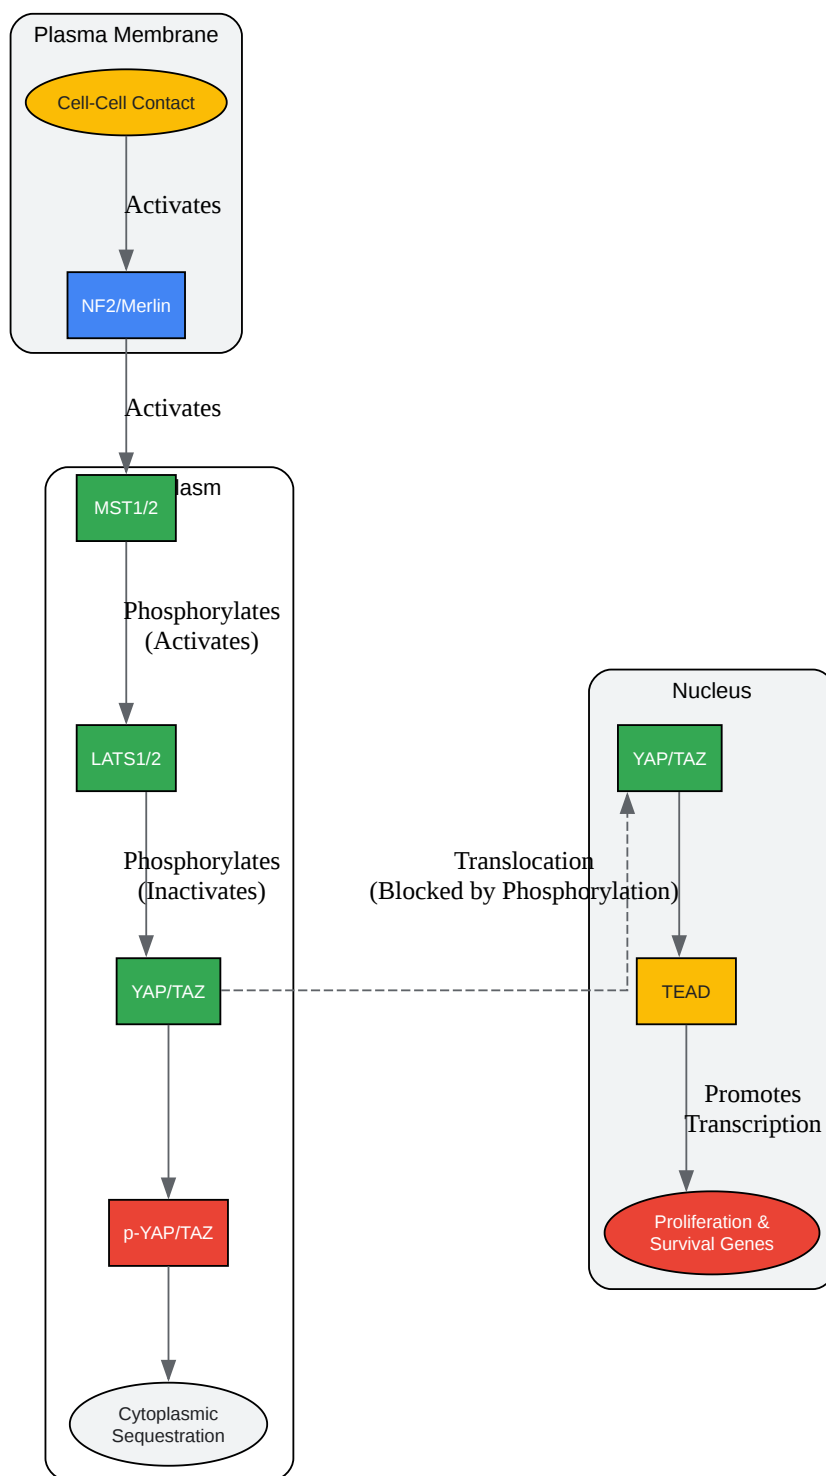 Plasma Membrane
Cell-Cell Contact
Activates
NF2/Merlin
Activates
lasm
MST1/2
Phosphorylates
(Activates)
LATS1/2
Phosphorylates
(Inactivates)
YAP/TAZ
p-YAP/TAZ
Cytoplasmic
Sequestration
Translocation
(Blocked by Phosphorylation)
Nucleus
YAP/TAZ
TEAD
Promotes
Transcription
Proliferation &
Survival Genes